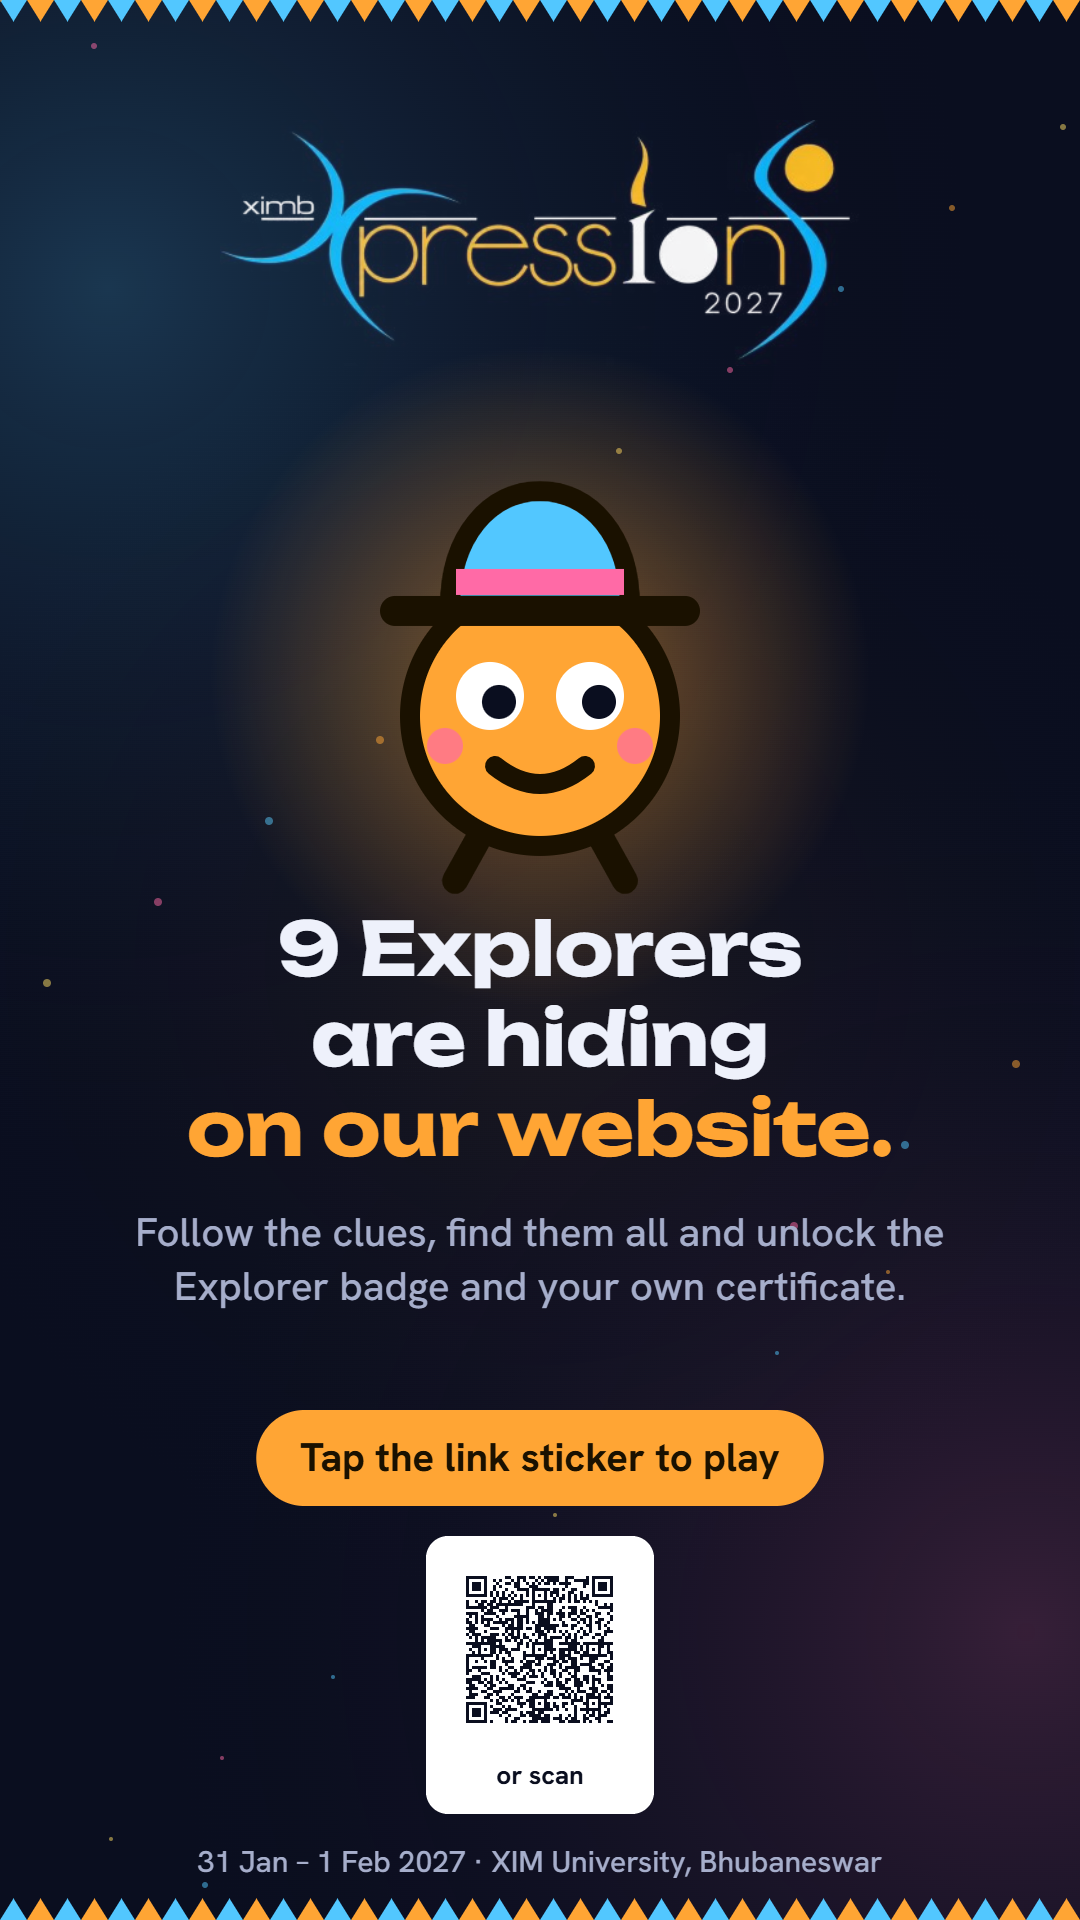 ximb
Xpressions
2027
9 Explorers
are hiding
on our website.
Follow the clues, find them all and unlock the
Explorer badge and your own certificate.
Tap the link sticker to play
or scan
31 Jan – 1 Feb 2027 · XIM University, Bhubaneswar